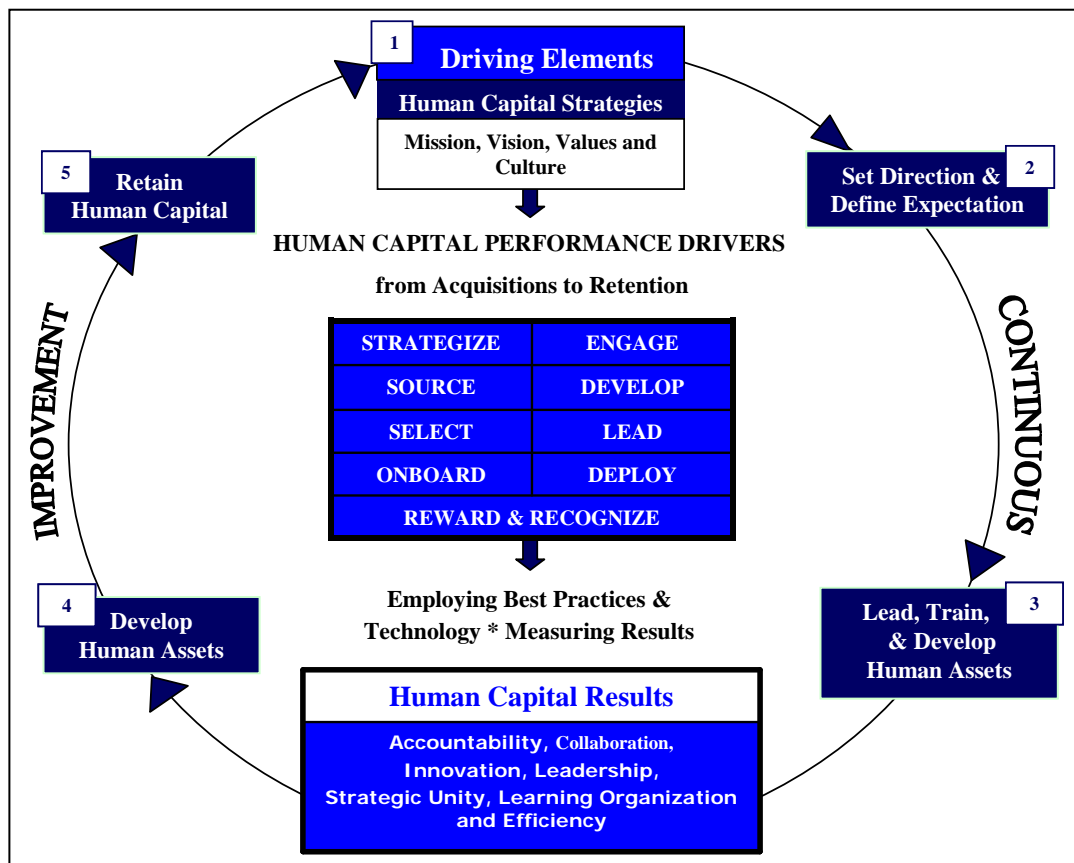 1
Driving Elements
Human Capital Strategies
Mission, Vision, Values and
Culture
2
Set Direction &
Define Expectation
5
Retain
Human Capital
HUMAN CAPITAL PERFORMANCE DRIVERS
from Acquisitions to Retention
STRATEGIZE ENGAGE
SOURCE DEVELOP
SELECT LEAD
ONBOARD DEPLOY
REWARD & RECOGNIZE
IMPROVEMENT
CONTINUOUS
Employing Best Practices &
Technology * Measuring Results
4
Develop
Human Assets
3
Lead, Train,
& Develop
Human Assets
Human Capital Results
Accountability, Collaboration,
Innovation, Leadership,
Strategic Unity, Learning Organization
and Efficiency